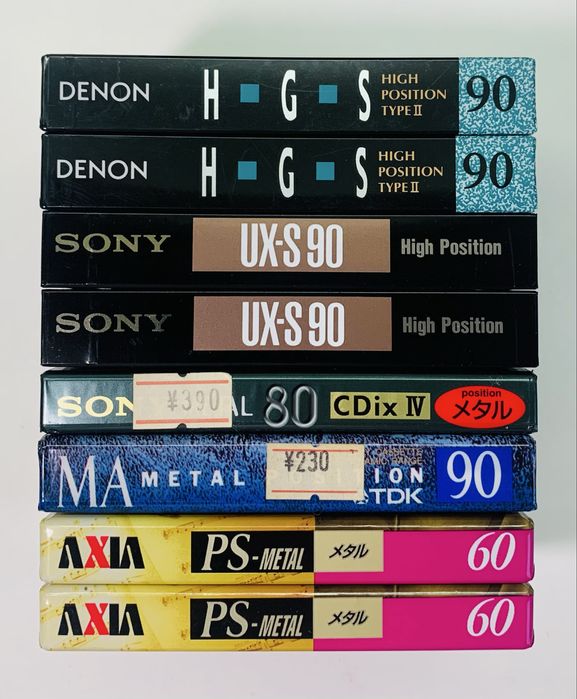 DENON H·G·S HIGH POSITION TYPE II 90
DENON H·G·S HIGH POSITION TYPE II 90
SONY UX-S 90 High Position
SONY UX-S 90 High Position
SON ¥390 AL 80 CDix IV position メタル
MA METAL P ¥230 ION TDK 90
AXIA PS-METAL メタル 60
AXIA PS-METAL メタル 60